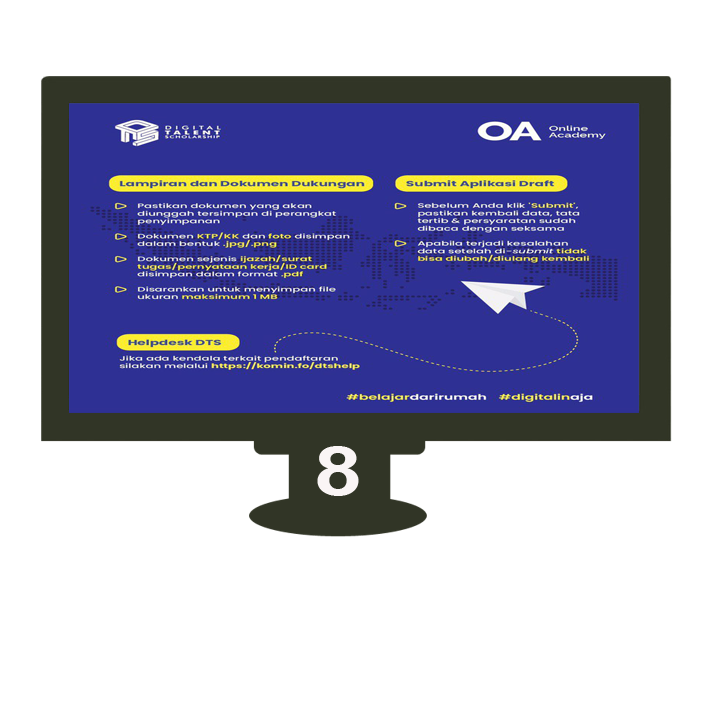 DIGITAL
TALENT
SCHOLARSHIP
OA Online
Academy
Lampiran dan Dokumen Dukungan
Pastikan dokumen yang akan
diunggah tersimpan di perangkat
penyimpanan
Dokumen KTP/KK dan foto disimpan
dalam bentuk .jpg/.png
Dokumen sejenis ijazah/surat
tugas/pernyataan kerja/ID card
disimpan dalam format .pdf
Disarankan untuk menyimpan file
ukuran maksimum 1 MB
Submit Aplikasi Draft
Sebelum Anda klik 'Submit',
pastikan kembali data, tata
tertib & persyaratan sudah
dibaca dengan seksama
Apabila terjadi kesalahan
data setelah di-submit tidak
bisa diubah/diulang kembali
Helpdesk DTS
Jika ada kendala terkait pendaftaran
silakan melalui https://komin.fo/dtshelp
#belajardarirumah #digitalinaja
8